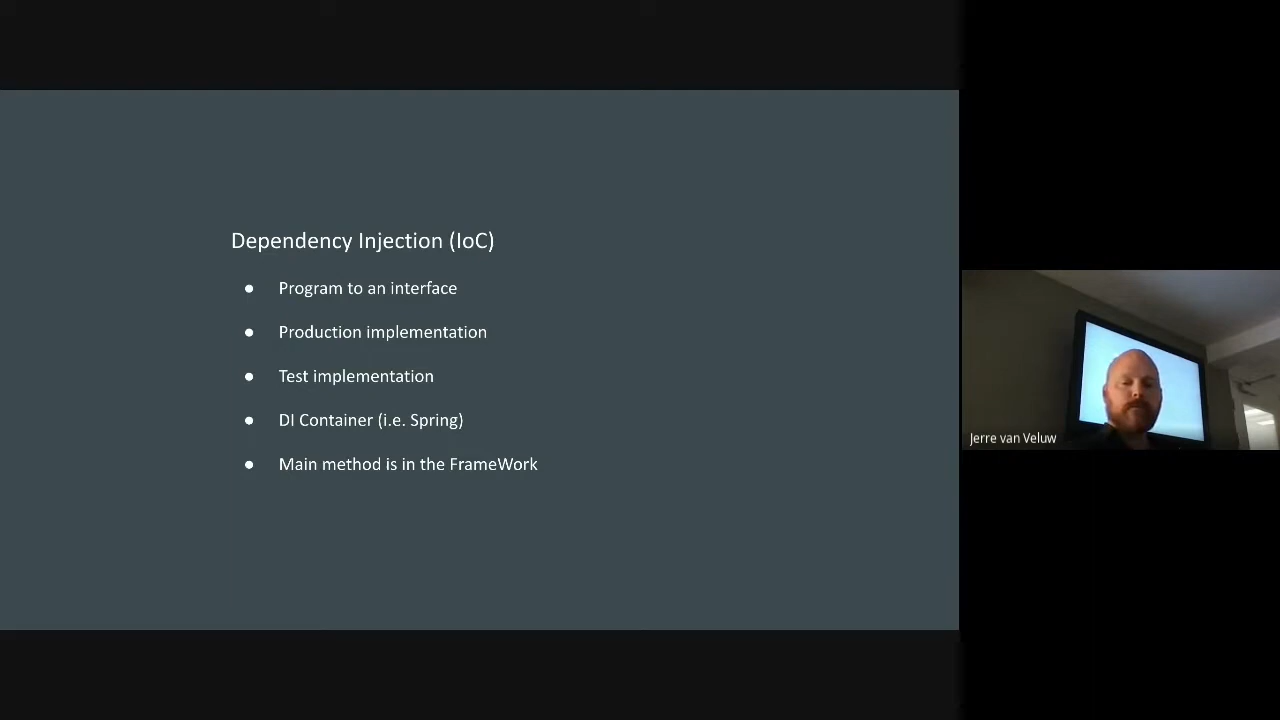 Dependency Injection (IoC)
● Program to an interface
● Production implementation
● Test implementation
● DI Container (i.e. Spring)
● Main method is in the FrameWork
Jerre van Veluw